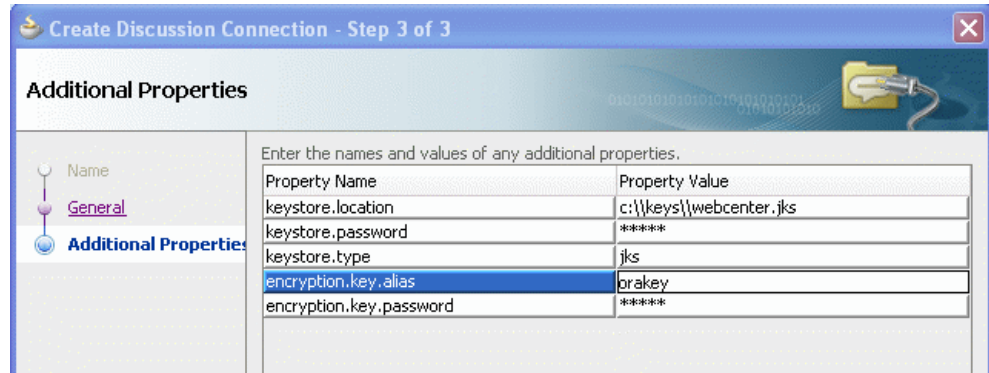 Create Discussion Connection - Step 3 of 3
Additional Properties
Name
General
Additional Properties
Enter the names and values of any additional properties.
Property Name Property Value
keystore.location c:\\keys\\webcenter.jks
keystore.password *****
keystore.type jks
encryption.key.alias orakey
encryption.key.password *****